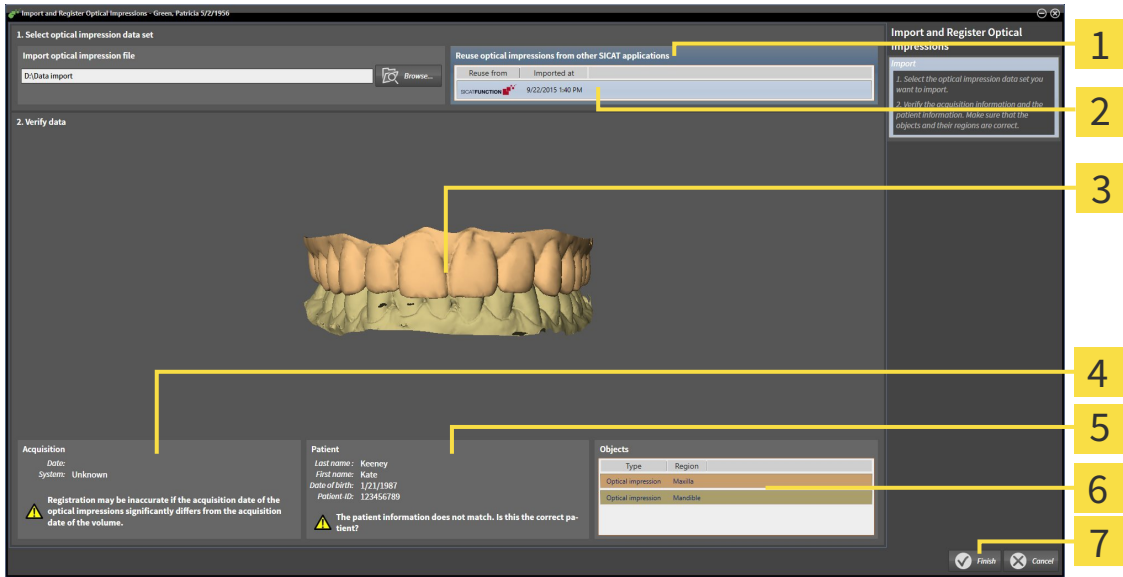 Import and Register Optical Impressions - Green, Patricia 5/2/1956
1. Select optical impression data set
Import optical impression file
D:\Data import
Browse...
Reuse optical impressions from other SICAT applications
Reuse from Imported at
SICATFUNCTION 9/22/2015 1:40 PM
Import and Register Optical
Impressions
Import
1. Select the optical impression data set you
want to import.
2. Verify the acquisition information and the
patient information. Make sure that the
objects and their regions are correct.
1
2
3
4
5
6
7
2. Verify data
Acquisition
Date:
System: Unknown
Registration may be inaccurate if the acquisition date of the
optical impressions significantly differs from the acquisition
date of the volume.
Patient
Last name: Keeney
First name: Kate
Date of birth: 1/21/1987
Patient-ID: 123456789
The patient information does not match. Is this the correct pa-
tient?
Objects
Type Region
Optical impression Maxilla
Optical impression Mandible
Finish Cancel